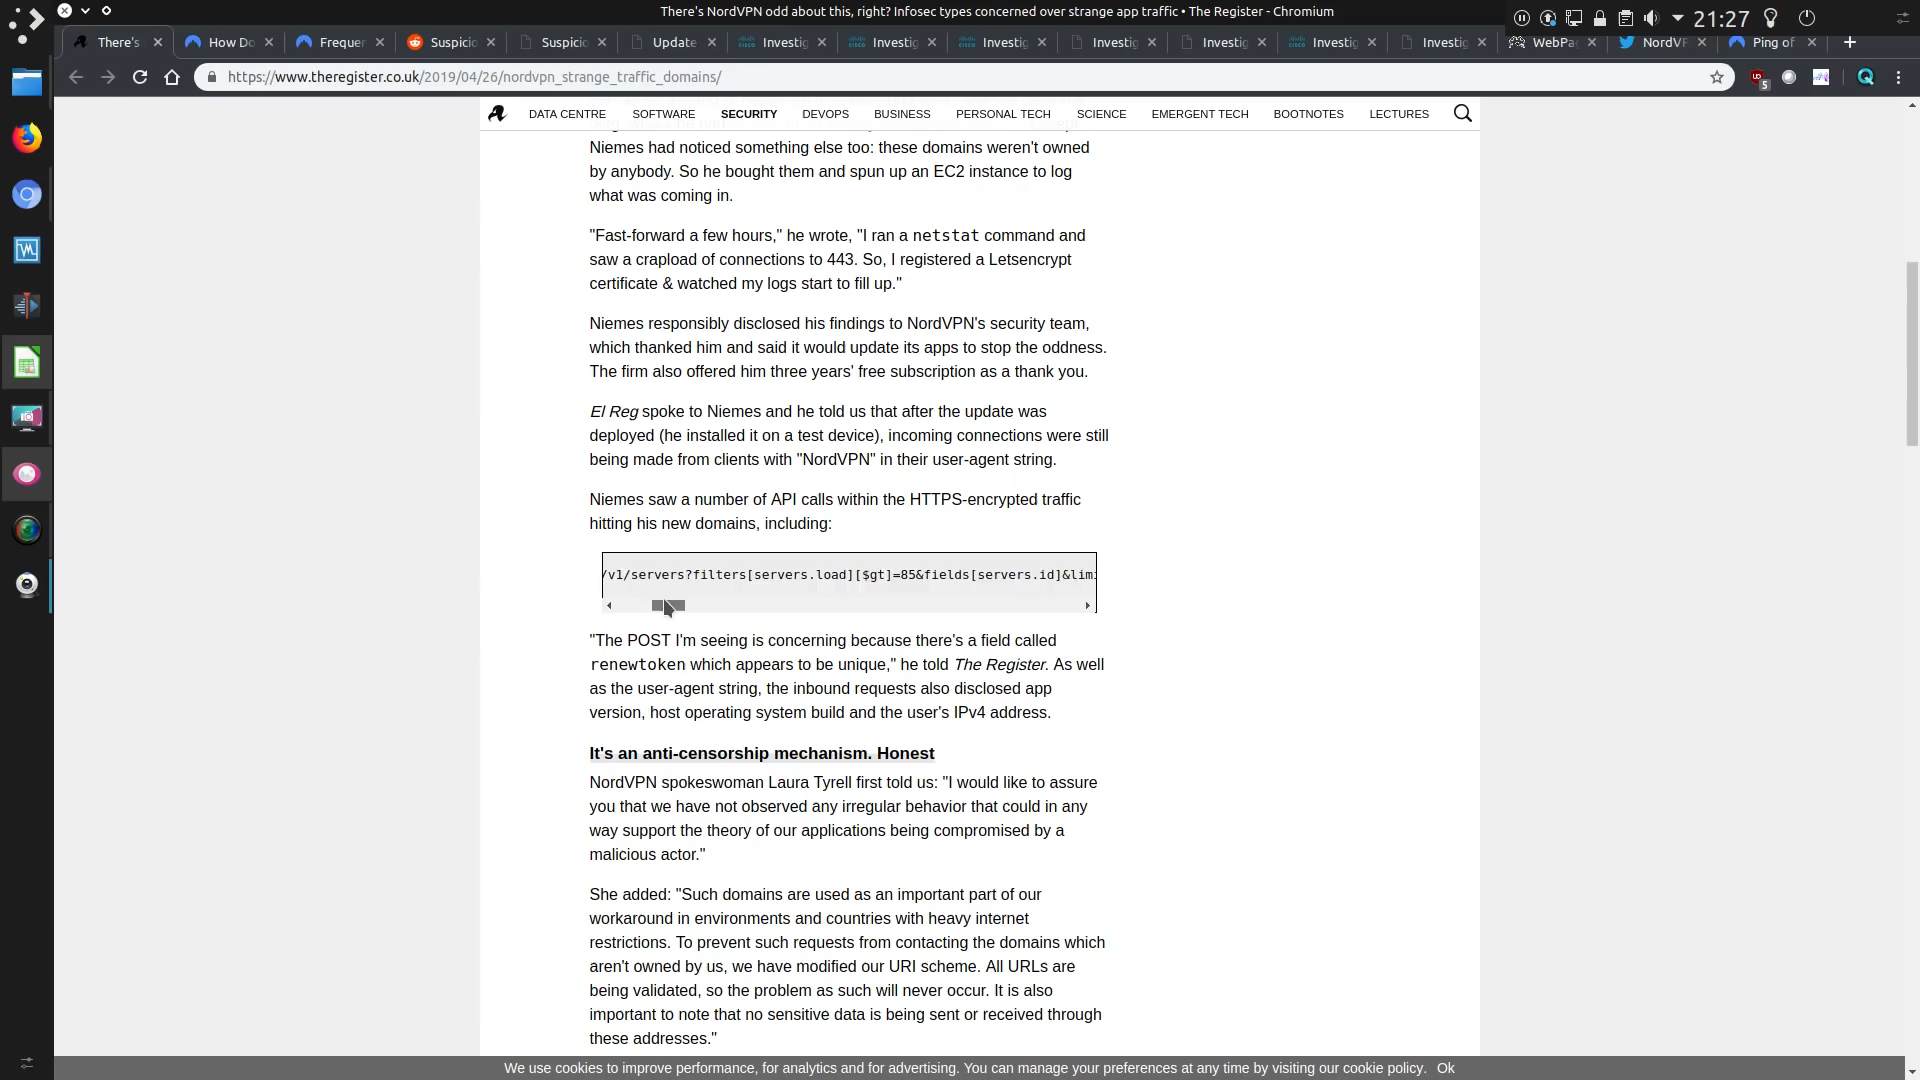 There's NordVPN odd about this, right? Infosec types concerned over strange app traffic • The Register - Chromium
21:27
There's
How Do
Frequen
Suspicio
Suspicio
Update
Investig
Investig
Investig
Investig
Investig
Investig
Investig
WebPa
NordV
Ping of
https://www.theregister.co.uk/2019/04/26/nordvpn_strange_traffic_domains/
5
DATA CENTRE SOFTWARE SECURITY DEVOPS BUSINESS PERSONAL TECH SCIENCE EMERGENT TECH BOOTNOTES LECTURES
Niemes had noticed something else too: these domains weren't owned
by anybody. So he bought them and spun up an EC2 instance to log
what was coming in.
"Fast-forward a few hours," he wrote, "I ran a netstat command and
saw a crapload of connections to 443. So, I registered a Letsencrypt
certificate & watched my logs start to fill up."
Niemes responsibly disclosed his findings to NordVPN's security team,
which thanked him and said it would update its apps to stop the oddness.
The firm also offered him three years' free subscription as a thank you.
El Reg spoke to Niemes and he told us that after the update was
deployed (he installed it on a test device), incoming connections were still
being made from clients with "NordVPN" in their user-agent string.
Niemes saw a number of API calls within the HTTPS-encrypted traffic
hitting his new domains, including:
/v1/servers?filters[servers.load][$gt]=85&fields[servers.id]&limi
"The POST I'm seeing is concerning because there's a field called
renewtoken which appears to be unique," he told The Register. As well
as the user-agent string, the inbound requests also disclosed app
version, host operating system build and the user's IPv4 address.
It's an anti-censorship mechanism. Honest
NordVPN spokeswoman Laura Tyrell first told us: "I would like to assure
you that we have not observed any irregular behavior that could in any
way support the theory of our applications being compromised by a
malicious actor."
She added: "Such domains are used as an important part of our
workaround in environments and countries with heavy internet
restrictions. To prevent such requests from contacting the domains which
aren't owned by us, we have modified our URI scheme. All URLs are
being validated, so the problem as such will never occur. It is also
important to note that no sensitive data is being sent or received through
these addresses."
We use cookies to improve performance, for analytics and for advertising. You can manage your preferences at any time by visiting our cookie policy. Ok